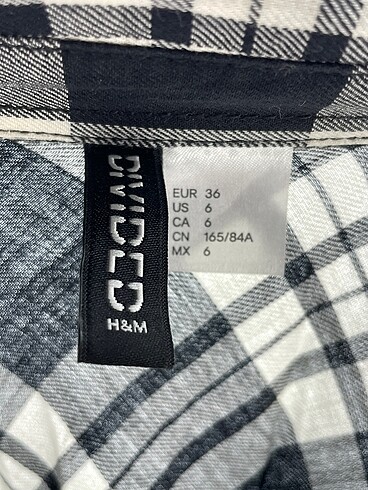 DIVIDED
H&M
EUR 36
US 6
CA 6
CN 165/84A
MX 6